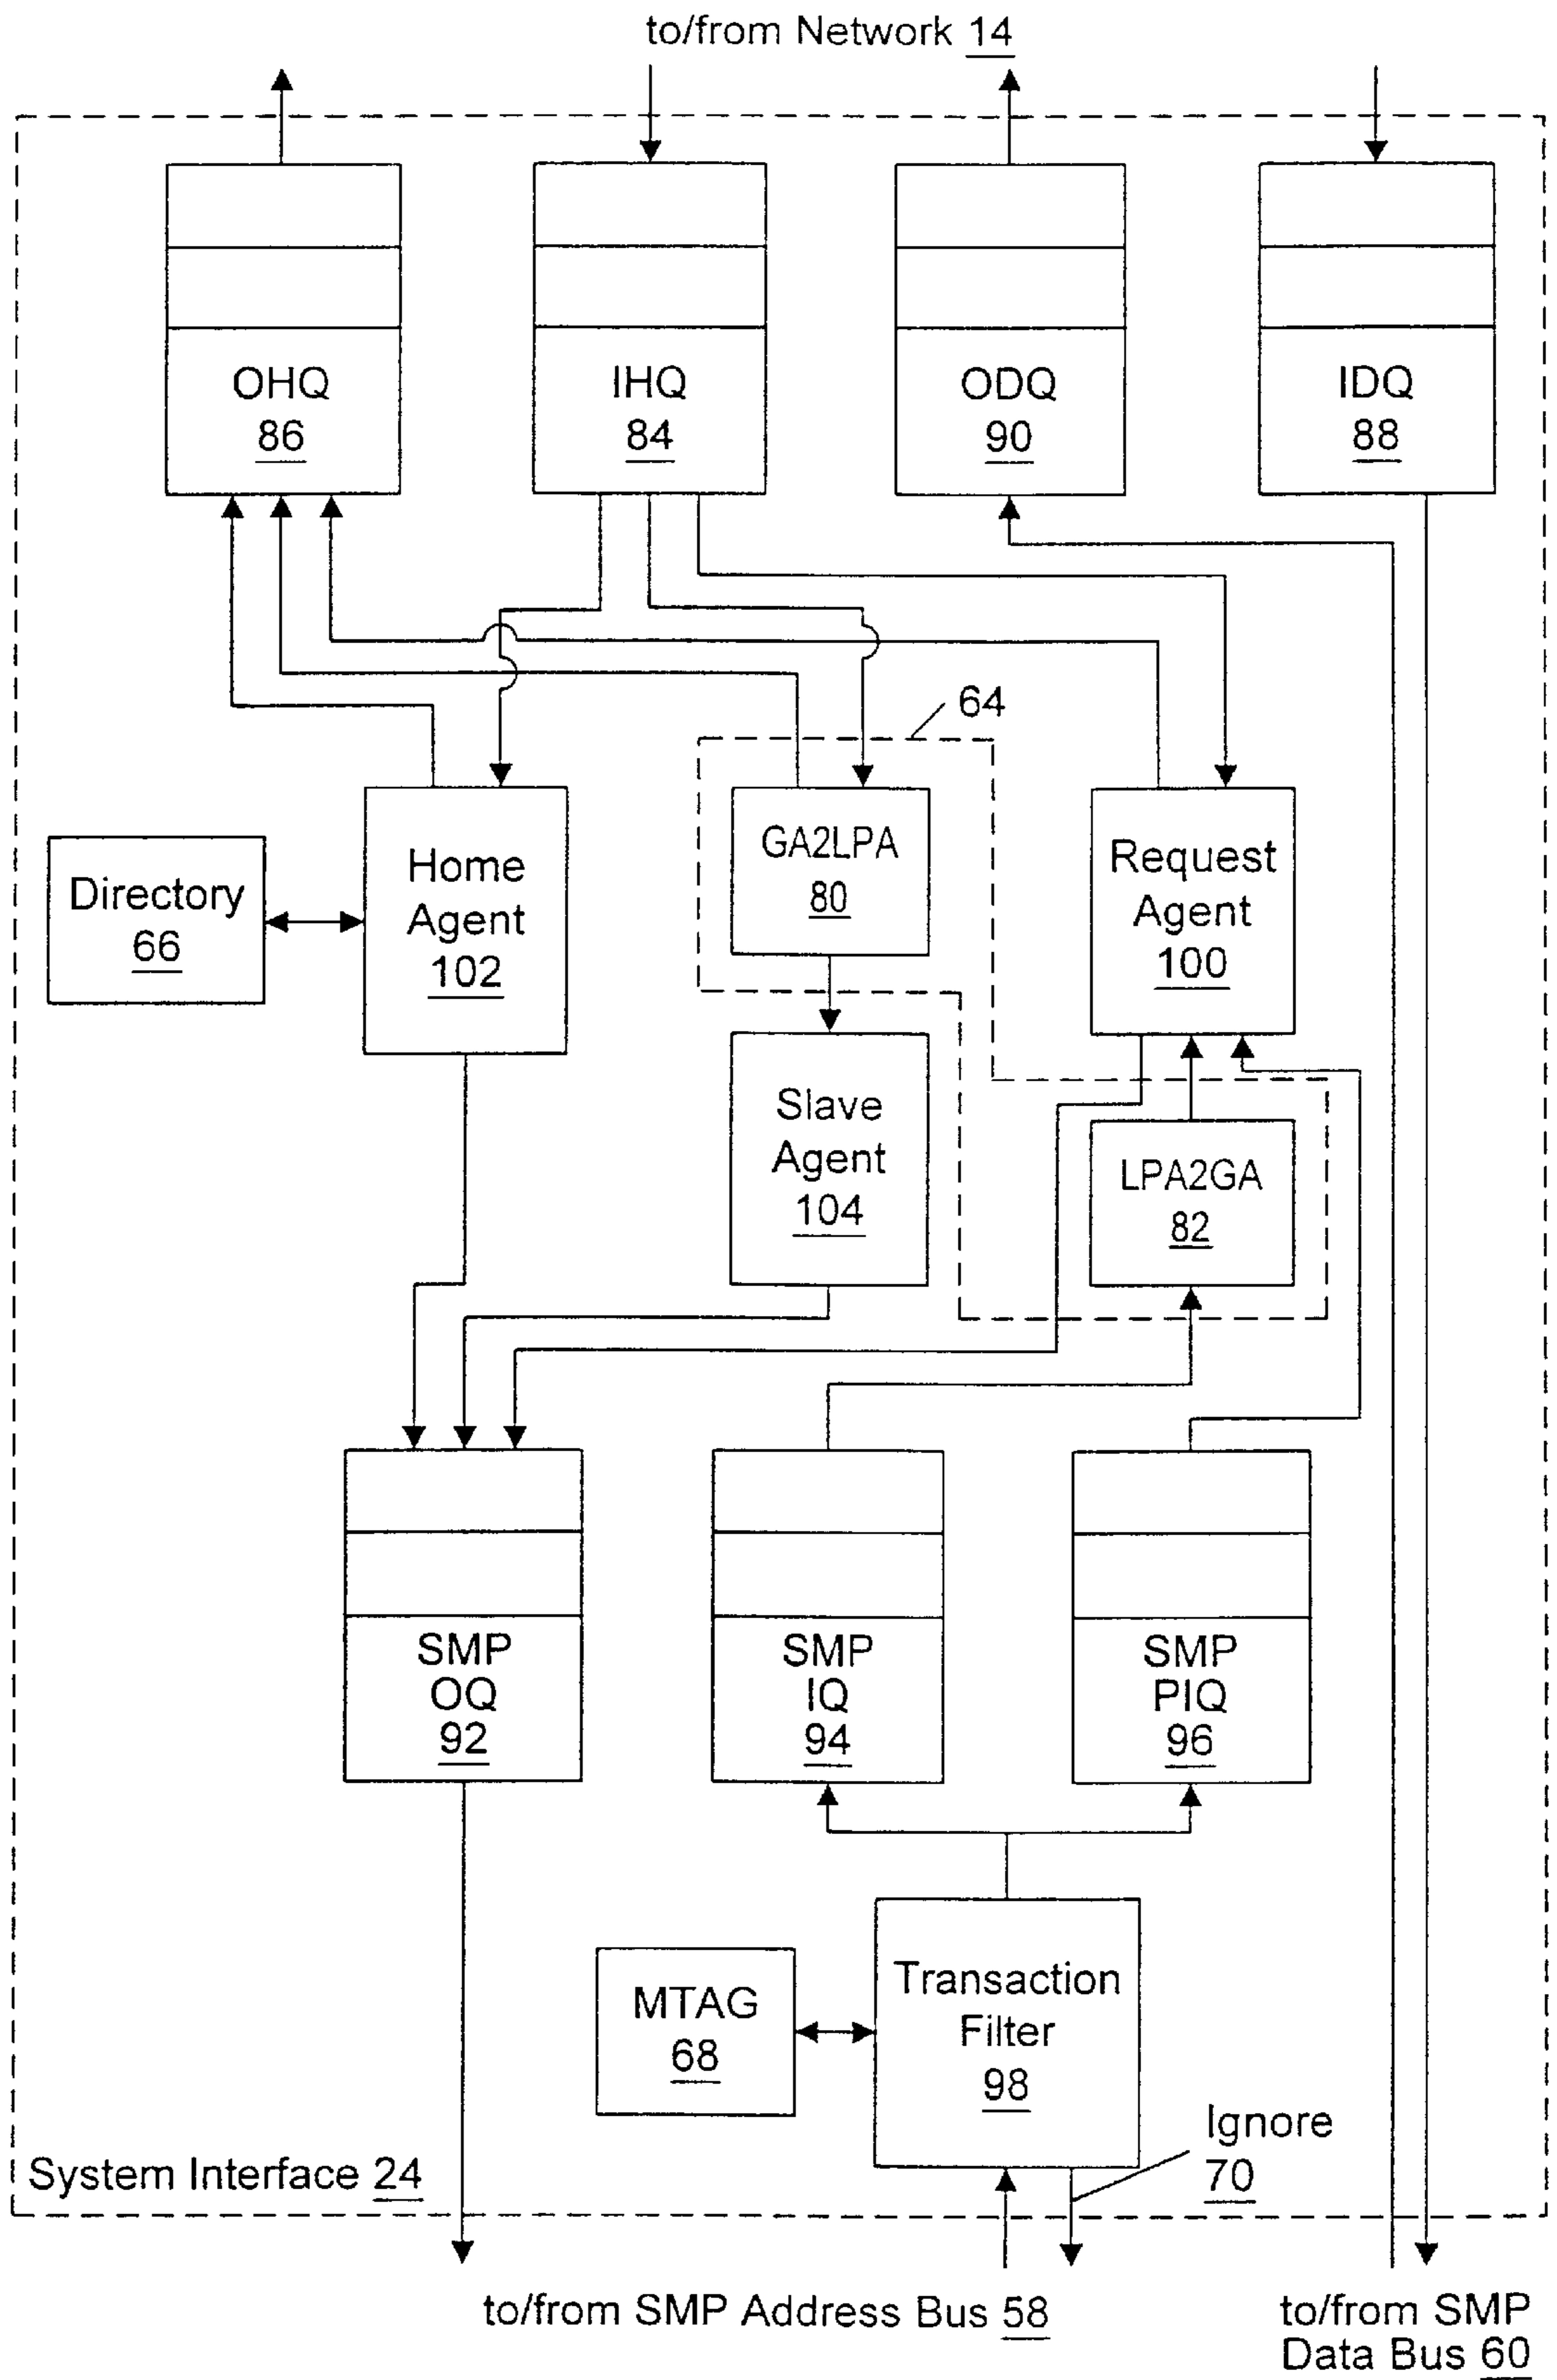 to/from Network 14
OHQ
86
IHQ
84
ODQ
90
IDQ
88
64
Directory
66
Home
Agent
102
GA2LPA
80
Request
Agent
100
Slave
Agent
104
LPA2GA
82
SMP
OQ
92
SMP
IQ
94
SMP
PIQ
96
MTAG
68
Transaction
Filter
98
Ignore
70
System Interface 24
to/from SMP Address Bus 58
to/from SMP
Data Bus 60